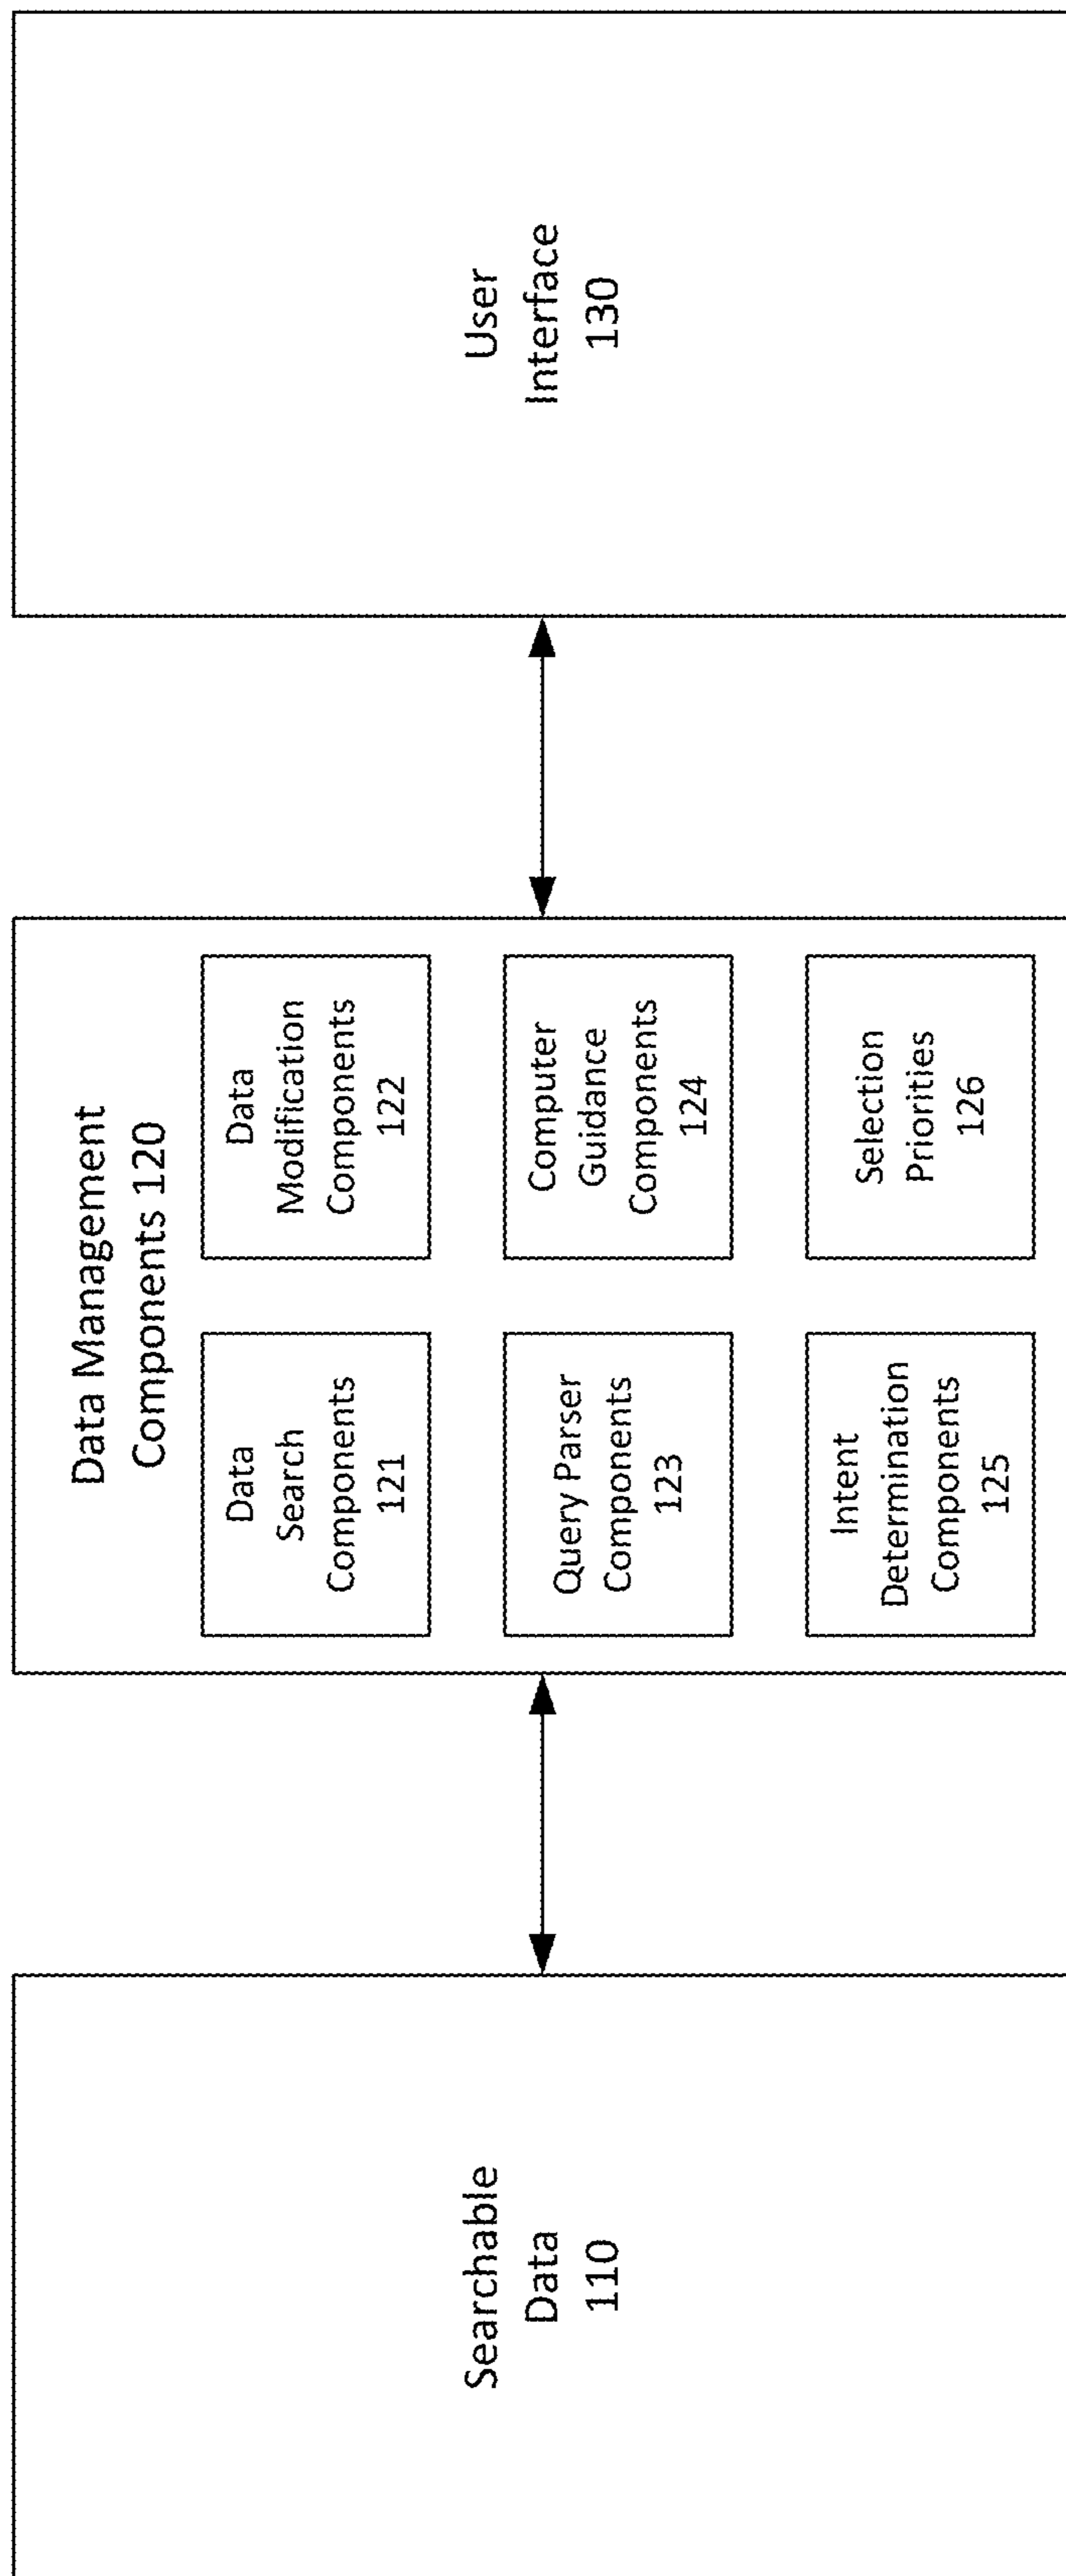 Searchable
Data
110
Data Management
Components 120
Data
Search
Components
121
Data
Modification
Components
122
Query Parser
Components
123
Computer
Guidance
Components
124
Intent
Determination
Components
125
Selection
Priorities
126
User
Interface
130